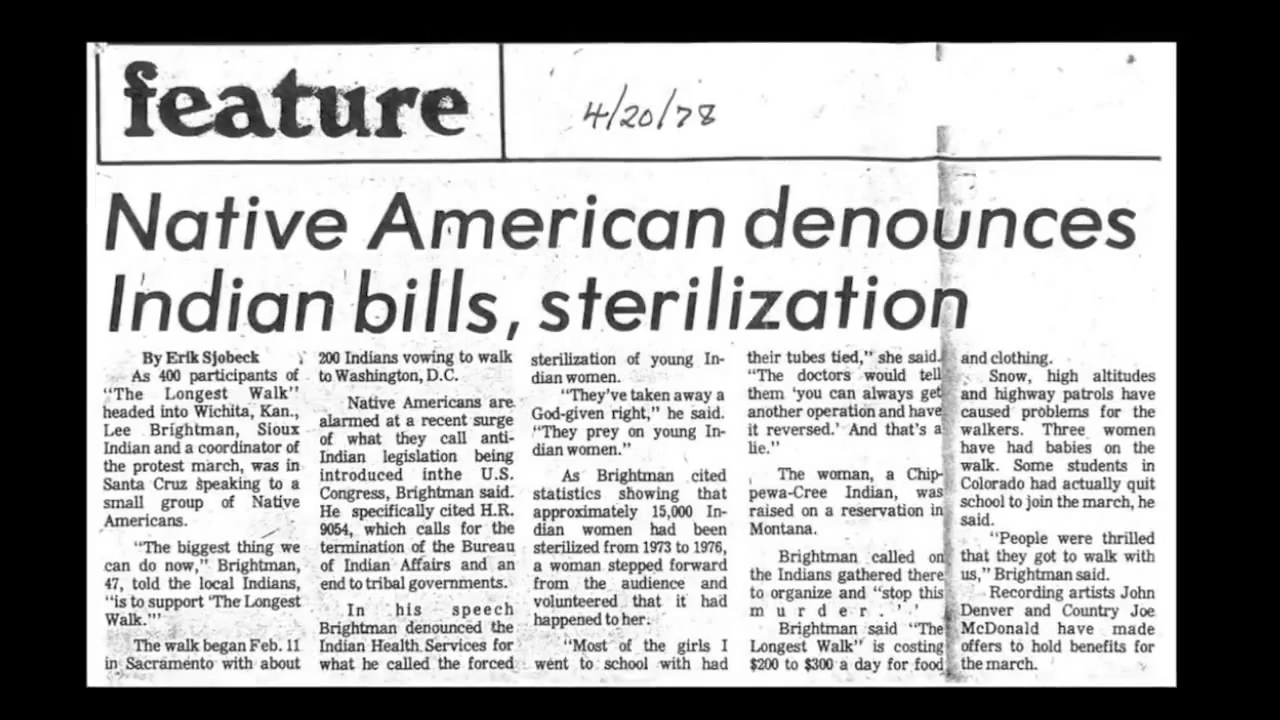 feature
4/20/78
Native American denounces
Indian bills, sterilization
By Erik Sjobeck
As 400 participants of
"The Longest Walk"
headed into Wichita, Kan.,
Lee Brightman, Sioux
Indian and a coordinator of
the protest march, was in
Santa Cruz speaking to a
small group of Native
Americans.
"The biggest thing we
can do now," Brightman,
47, told the local Indians,
"is to support 'The Longest
Walk.'"
The walk began Feb. 11
in Sacramento with about
200 Indians vowing to walk
to Washington, D.C.
Native Americans are
alarmed at a recent surge
of what they call anti-
Indian legislation being
introduced inthe U.S.
Congress, Brightman said.
He specifically cited H.R.
9054, which calls for the
termination of the Bureau
of Indian Affairs and an
end to tribal governments.
In his speech
Brightman denounced the
Indian Health Services for
what he called the forced
sterilization of young In-
dian women.
"They've taken away a
God-given right," he said.
"They prey on young In-
dian women."
As Brightman cited
statistics showing that
approximately 15,000 In-
dian women had been
sterilized from 1973 to 1976,
a woman stepped forward
from the audience and
volunteered that it had
happened to her.
"Most of the girls I
went to school with had
their tubes tied," she said.
"The doctors would tell
them 'you can always get
another operation and have
it reversed.' And that's a
lie."
The woman, a Chip-
pewa-Cree Indian, was
raised on a reservation in
Montana.
Brightman called on
the Indians gathered there
to organize and "stop this
murder."
Brightman said "The
Longest Walk" is costing
$200 to $300 a day for food
and clothing.
Snow, high altitudes
and highway patrols have
caused problems for the
walkers. Three women
have had babies on the
walk. Some students in
Colorado had actually quit
school to join the march, he
said.
"People were thrilled
that they got to walk with
us," Brightman said.
Recording artists John
Denver and Country Joe
McDonald have made
offers to hold benefits for
the march.